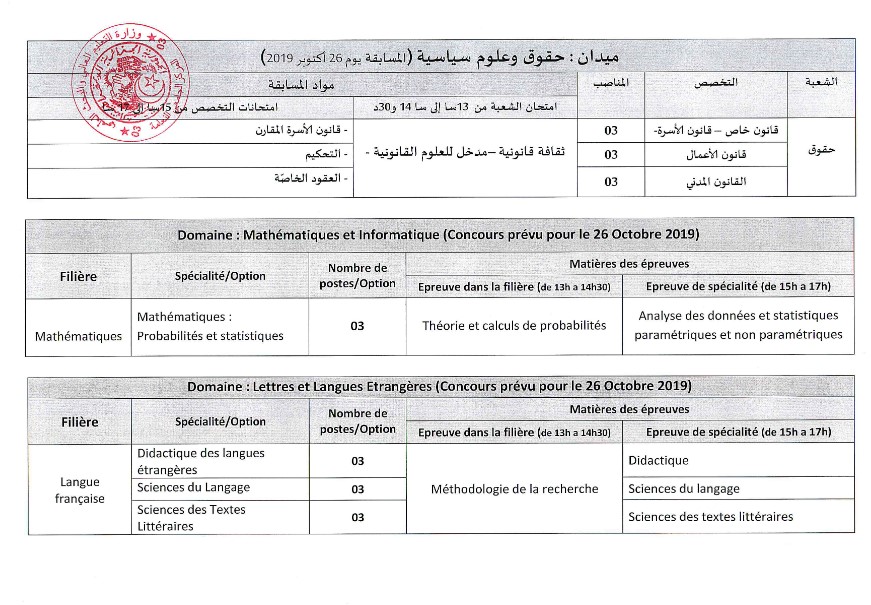 ميدان : حقوق وعلوم سياسية (المسابقة يوم 26 أكتوبر 2019)
الشعبة
التخصص
المناصب
مواد المسابقة
امتحان الشعبة من 13سا إلى سا 14 و30د
امتحانات التخصص من 15سا إلى 17 سا
حقوق
قانون خاص – قانون الأسرة-
03
ثقافة قانونية –مدخل للعلوم القانونية -
- قانون الأسرة المقارن
قانون الأعمال
03
- التحكيم
القانون المدني
03
- العقود الخاصّة
Domaine : Mathématiques et Informatique (Concours prévu pour le 26 Octobre 2019)
Filière
Spécialité/Option
Nombre de
postes/Option
Matières des épreuves
Epreuve dans la filière (de 13h a 14h30)
Epreuve de spécialité (de 15h a 17h)
Mathématiques
Mathématiques :
Probabilités et statistiques
03
Théorie et calculs de probabilités
Analyse des données et statistiques
paramétriques et non paramétriques
Domaine : Lettres et Langues Etrangères (Concours prévu pour le 26 Octobre 2019)
Filière
Spécialité/Option
Nombre de
postes/Option
Matières des épreuves
Epreuve dans la filière (de 13h a 14h30)
Epreuve de spécialité (de 15h a 17h)
Langue
française
Didactique des langues
étrangères
03
Méthodologie de la recherche
Didactique
Sciences du Langage
03
Sciences du langage
Sciences des Textes
Littéraires
03
Sciences des textes littéraires